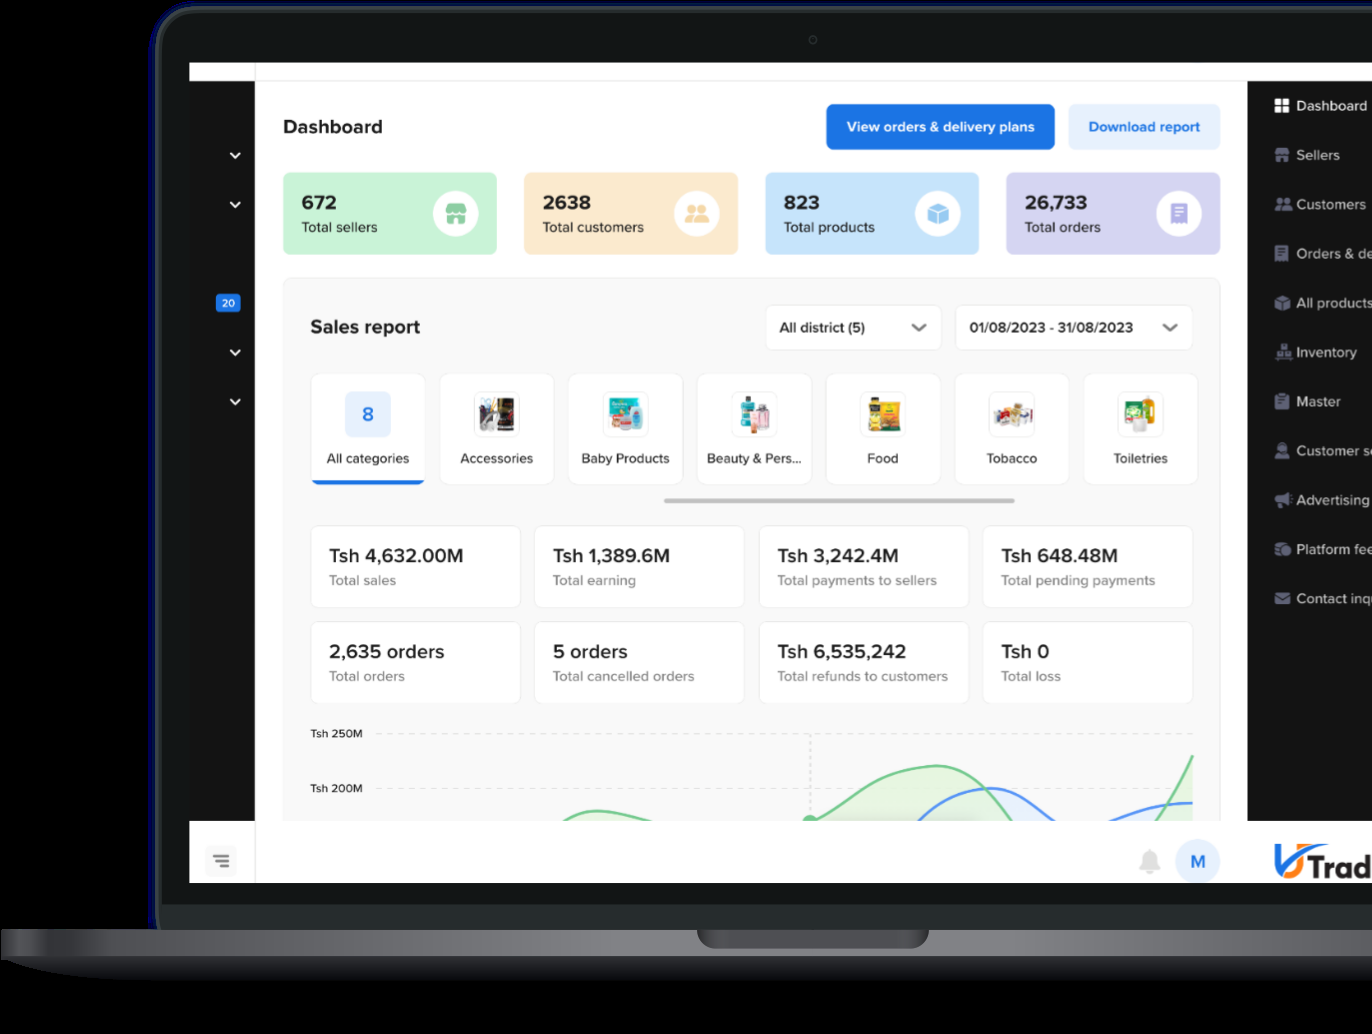 Dashboard
View orders & delivery plans
Download report
672
Total sellers
2638
Total customers
823
Total products
26,733
Total orders
20
Sales report
All district (5)
01/08/2023 - 31/08/2023
8
All categories
Accessories
Baby Products
Beauty & Pers...
Food
Tobacco
Toiletries
Tsh 4,632.00M
Total sales
Tsh 1,389.6M
Total earning
Tsh 3,242.4M
Total payments to sellers
Tsh 648.48M
Total pending payments
2,635 orders
Total orders
5 orders
Total cancelled orders
Tsh 6,535,242
Total refunds to customers
Tsh 0
Total loss
Tsh 250M
Tsh 200M
M
Dashboard
Sellers
Customers
Orders & de
All products
Inventory
Master
Customer s
Advertising
Platform fee
Contact inq
Trad